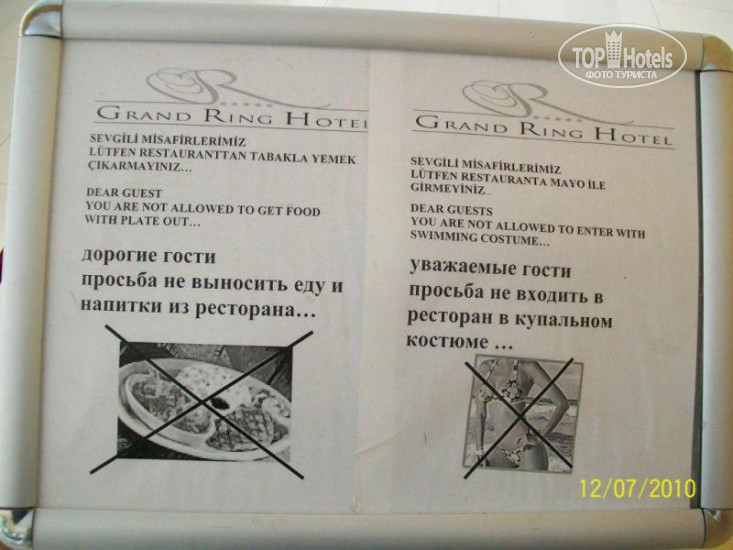 GRAND RING HOTEL
SEVGİLİ MİSAFİRLERİMİZ
LÜTFEN RESTAURANTTAN TABAKLA YEMEK
ÇIKARMAYINIZ...
DEAR GUEST
YOU ARE NOT ALLOWED TO GET FOOD
WITH PLATE OUT...
дорогие гости
просьба не выносить еду и
напитки из ресторана...
GRAND RING HOTEL
SEVGİLİ MİSAFİRLERİMİZ
LÜTFEN RESTAURANTA MAYO İLE
GİRMEYİNİZ..
DEAR GUESTS
YOU ARE NOT ALLOWED TO ENTER WITH
SWIMMING COSTUME...
уважаемые гости
просьба не входить в
ресторан в купальном
костюме ...
TOP Hotels
ФОТО ТУРИСТА
12/07/2010